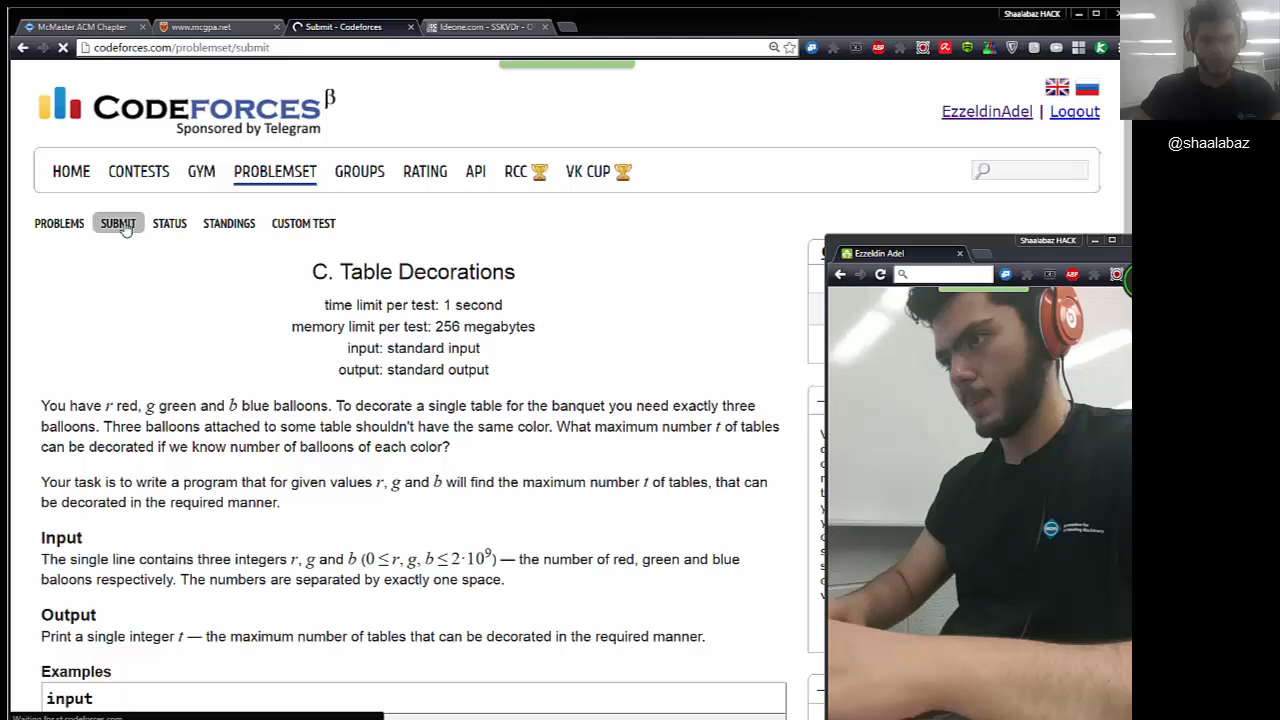 McMaster ACM Chapter
www.mcgpa.net
Submit - Codeforces
Ideone.com - SSKVDr - C
Shaalabaz HACK
codeforces.com/problemset/submit
ABP
CODEFORCES β
Sponsored by Telegram
EzzeldinAdel | Logout
HOME CONTESTS GYM PROBLEMSET GROUPS RATING API RCC VK CUP
@shaalabaz
PROBLEMS SUBMIT STATUS STANDINGS CUSTOM TEST
Shaalabaz HACK
Ezzeldin Adel
ABP
C. Table Decorations
time limit per test: 1 second
memory limit per test: 256 megabytes
input: standard input
output: standard output
You have r red, g green and b blue balloons. To decorate a single table for the banquet you need exactly three
balloons. Three balloons attached to some table shouldn't have the same color. What maximum number t of tables
can be decorated if we know number of balloons of each color?
Your task is to write a program that for given values r, g and b will find the maximum number t of tables, that can
be decorated in the required manner.
Input
The single line contains three integers r, g and b (0 ≤ r, g, b ≤ 2·10⁹) — the number of red, green and blue
baloons respectively. The numbers are separated by exactly one space.
Output
Print a single integer t — the maximum number of tables that can be decorated in the required manner.
Examples
input
Waiting for st.codeforces.com